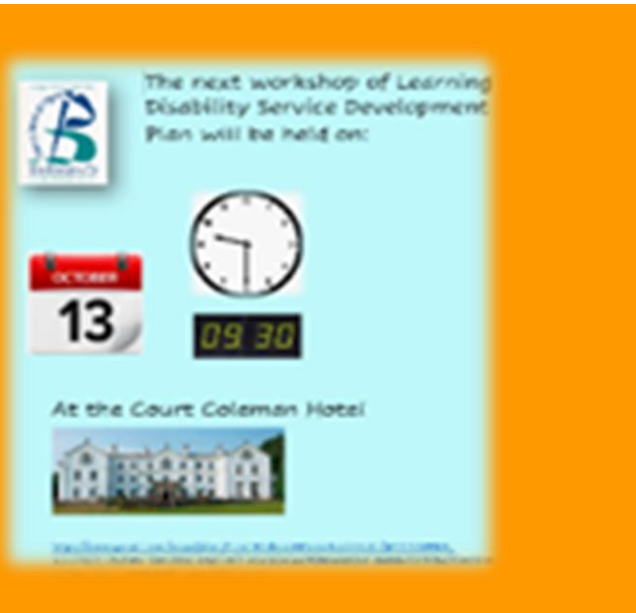 The next workshop of Learning
Disability Service Development
Plan will be held on:
OCTOBER
13
09 30
At the Court Coleman Hotel